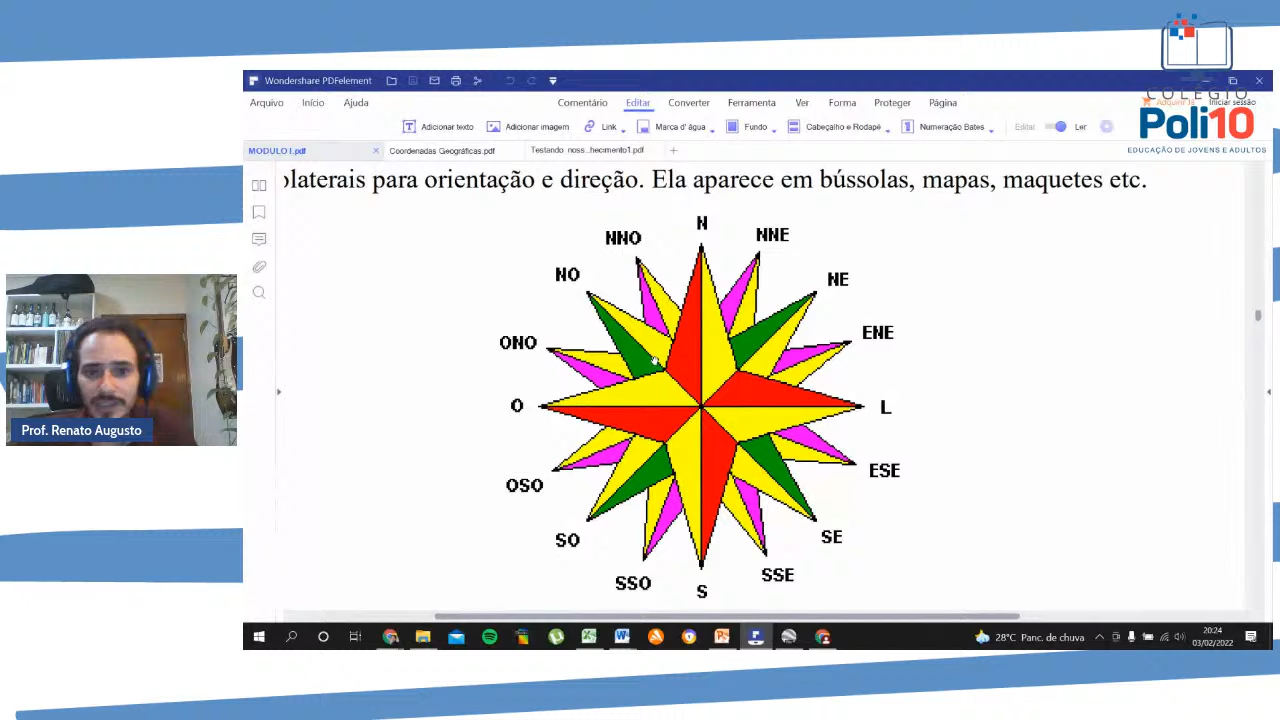 COLÉGIO
Poli10
EDUCAÇÃO DE JOVENS E ADULTOS
Wondershare PDFelement
Arquivo Início Ajuda
Comentário Editar Converter Ferramenta Ver Forma Proteger Página
Iniciar sessão
Adicionar texto Adicionar imagem Link Marca d' água Fundo Cabeçalho e Rodapé Numeração Bates Editar Ler
MODULO I.pdf Coordenadas Geográficas.pdf Testando noss...hecimento1.pdf
olaterais para orientação e direção. Ela aparece em bússolas, mapas, maquetes etc.
N
NNO NNE
NO NE
ONO ENE
O L
OSO ESE
SO SE
SSO SSE
S
Prof. Renato Augusto
28°C Panc. de chuva
20:24
03/02/2022